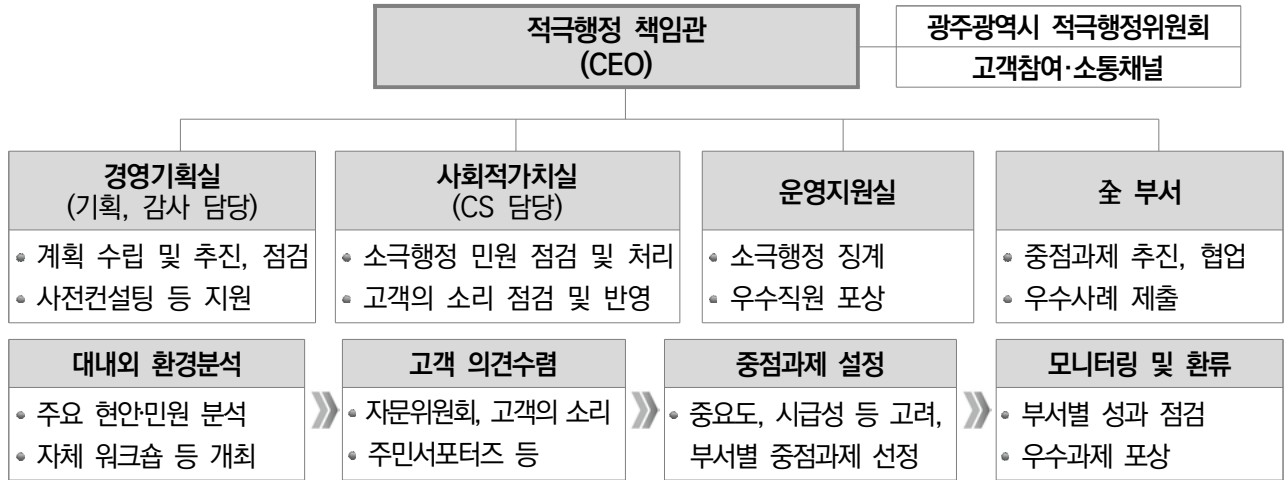 적극행정 책임관
(CEO)
광주광역시 적극행정위원회
고객참여·소통채널
경영기획실
(기획, 감사 담당)
• 계획 수립 및 추진, 점검
• 사전컨설팅 등 지원
사회적가치실
(CS 담당)
• 소극행정 민원 점검 및 처리
• 고객의 소리 점검 및 반영
운영지원실
• 소극행정 징계
• 우수직원 포상
全 부서
• 중점과제 추진, 협업
• 우수사례 제출
대내외 환경분석
• 주요 현안민원 분석
• 자체 워크숍 등 개최
고객 의견수렴
• 자문위원회, 고객의 소리
• 주민서포터즈 등
중점과제 설정
• 중요도, 시급성 등 고려,
부서별 중점과제 선정
모니터링 및 환류
• 부서별 성과 점검
• 우수과제 포상